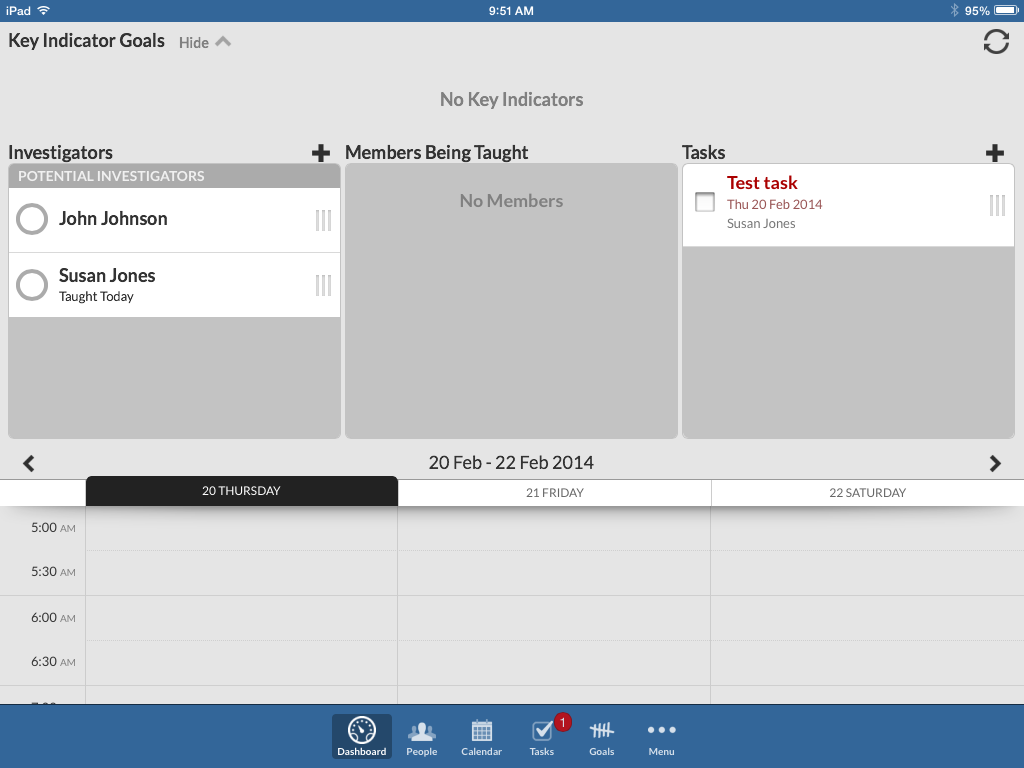 iPad 9:51 AM 95%
Key Indicator Goals Hide
No Key Indicators
Investigators
POTENTIAL INVESTIGATORS
John Johnson
Susan Jones
Taught Today
Members Being Taught
No Members
Tasks
Test task
Thu 20 Feb 2014
Susan Jones
20 Feb - 22 Feb 2014
20 THURSDAY 21 FRIDAY 22 SATURDAY
5:00 AM
5:30 AM
6:00 AM
6:30 AM
1
Dashboard People Calendar Tasks Goals Menu